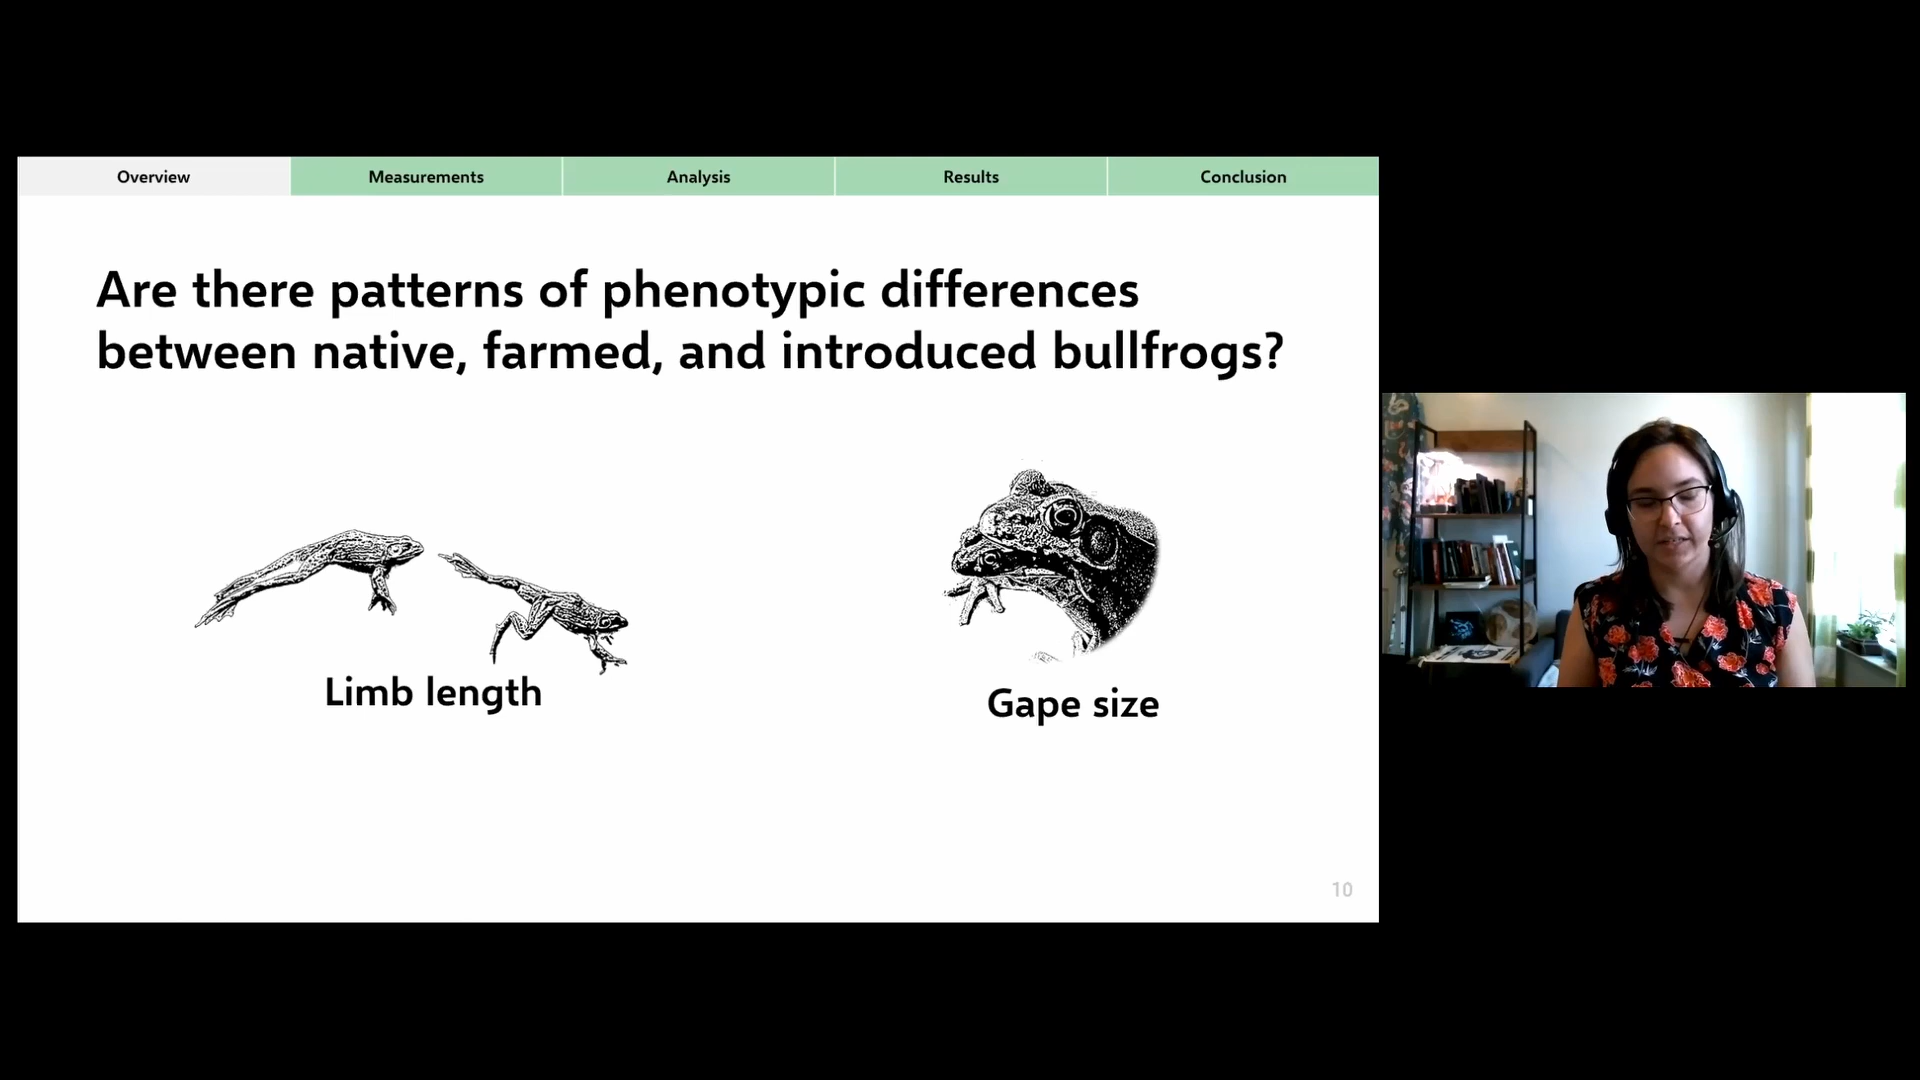 Overview
Measurements
Analysis
Results
Conclusion
Are there patterns of phenotypic differences
between native, farmed, and introduced bullfrogs?
Limb length
Gape size
10